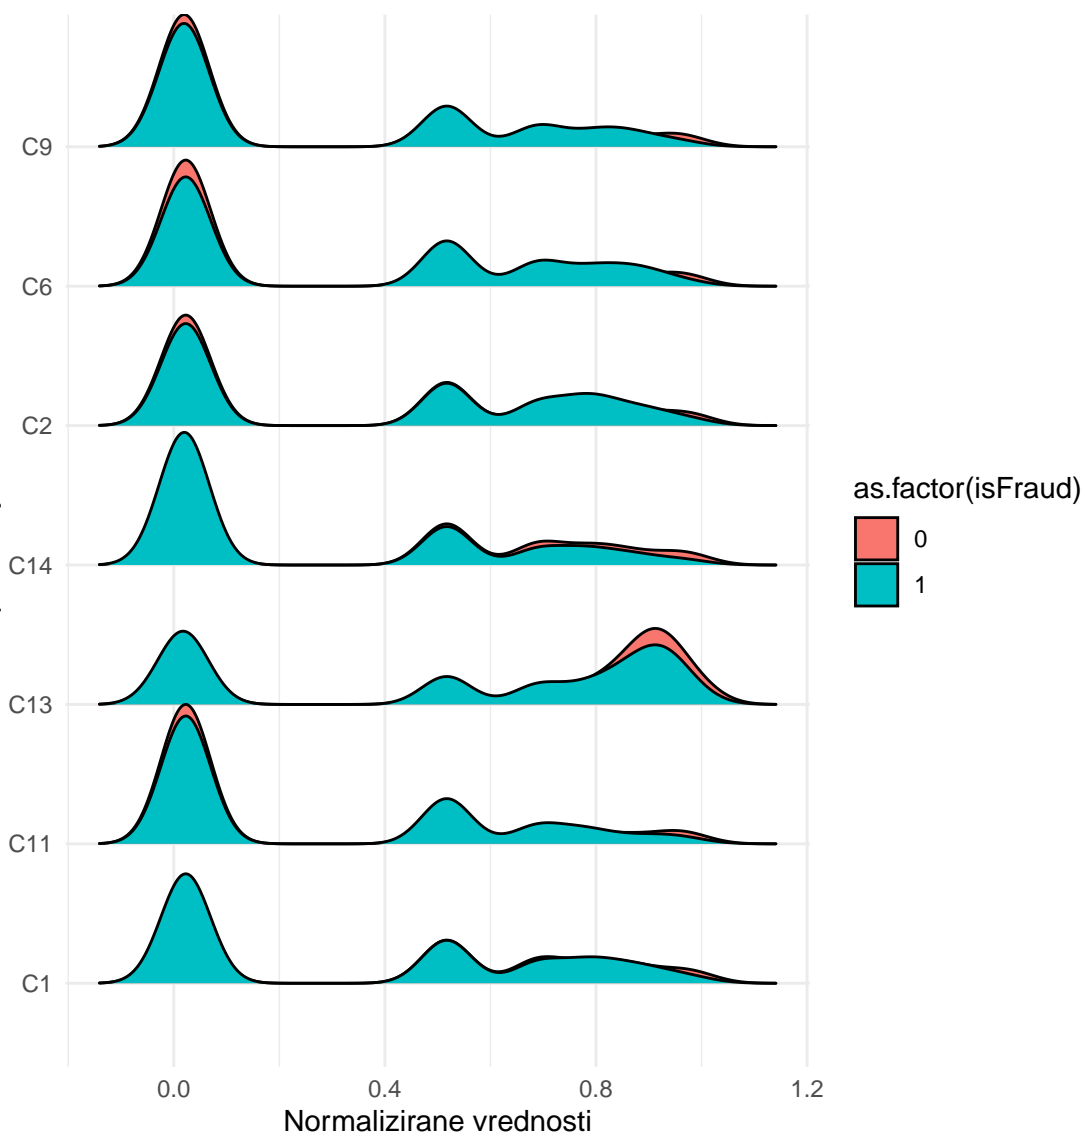 C9
C6
C2
C14
C13
C11
C1
0.0 0.4 0.8 1.2
Normalizirane vrednosti
as.factor(isFraud)
0
1